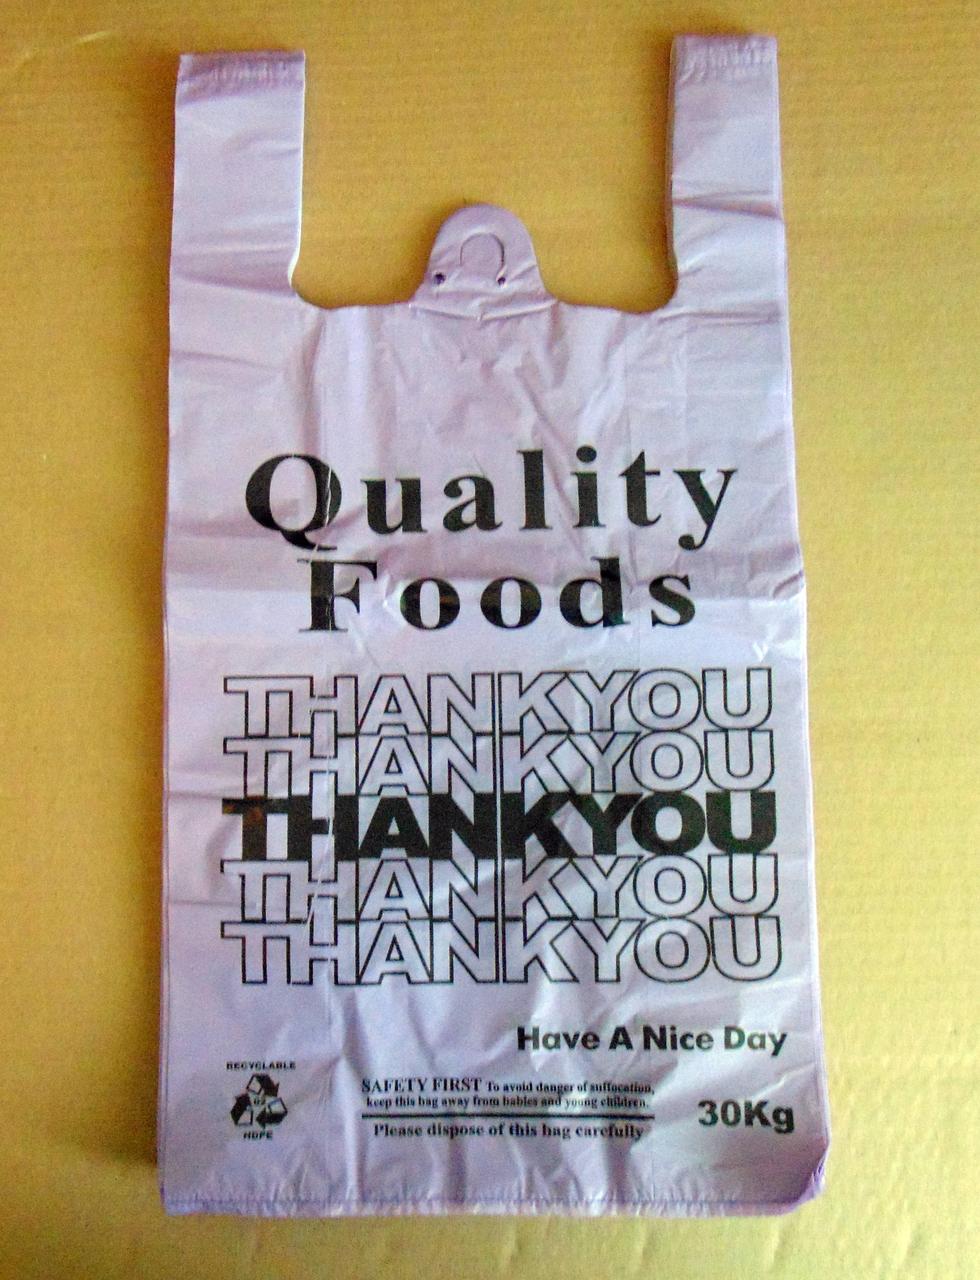 Quality
Foods
THANKYOU
THANKYOU
THANKYOU
THANKYOU
THANKYOU
Have A Nice Day
RECYCLABLE
02
HDPE
SAFETY FIRST To avoid danger of suffocation,
keep this bag away from babies and young children.
Please dispose of this bag carefully
30Kg